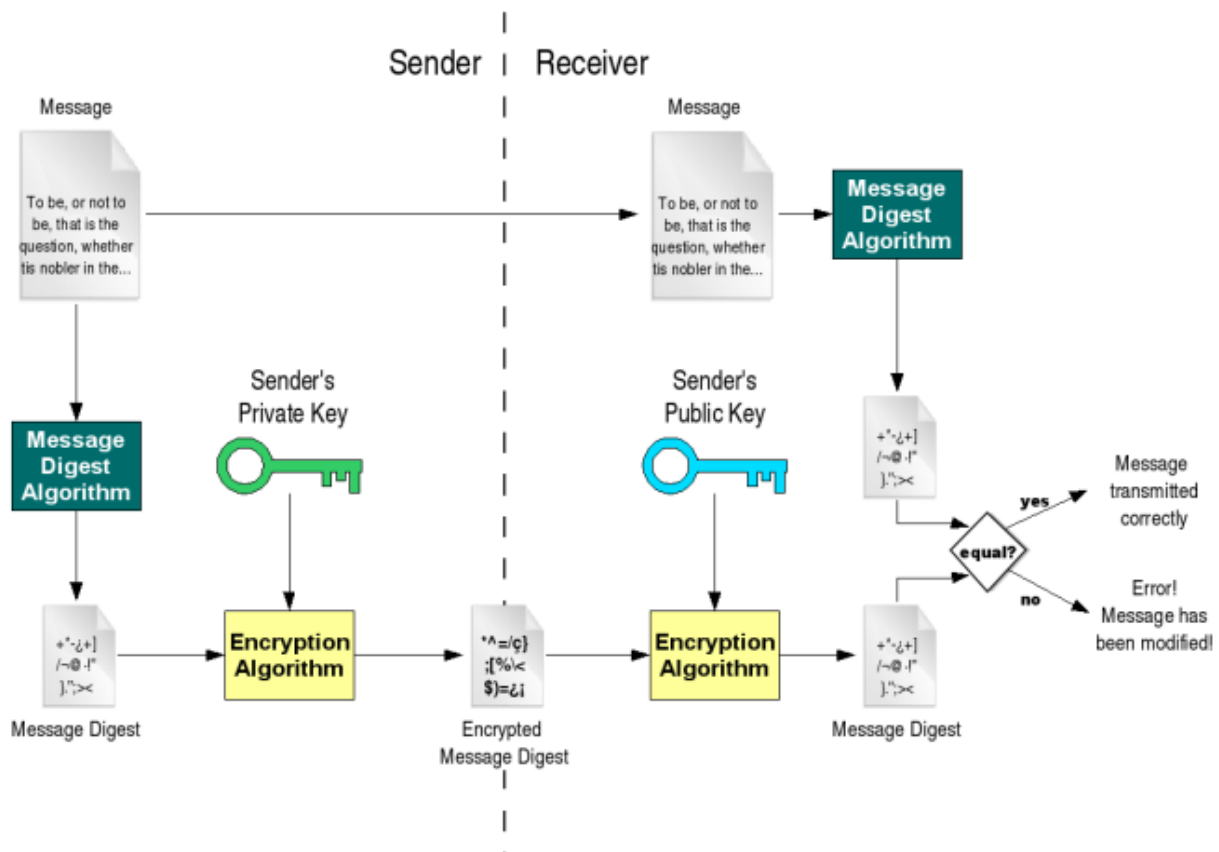 Sender
Receiver
Message
To be, or not to
be, that is the
question, whether
tis nobler in the...
Message
To be, or not to
be, that is the
question, whether
tis nobler in the...
Message
Digest
Algorithm
Message
Digest
Algorithm
Sender's
Private Key
Sender's
Public Key
+*-¿+]
/¬@-!"
}.";><
equal?
yes
no
Message
transmitted
correctly
Error!
Message has
been modified!
+*-¿+]
/¬@-!"
}.";><
Message Digest
Encryption
Algorithm
*^=/ç}
;[%\<
$)=¿¡
Encrypted
Message Digest
Encryption
Algorithm
+*-¿+]
/¬@-!"
}.";><
Message Digest